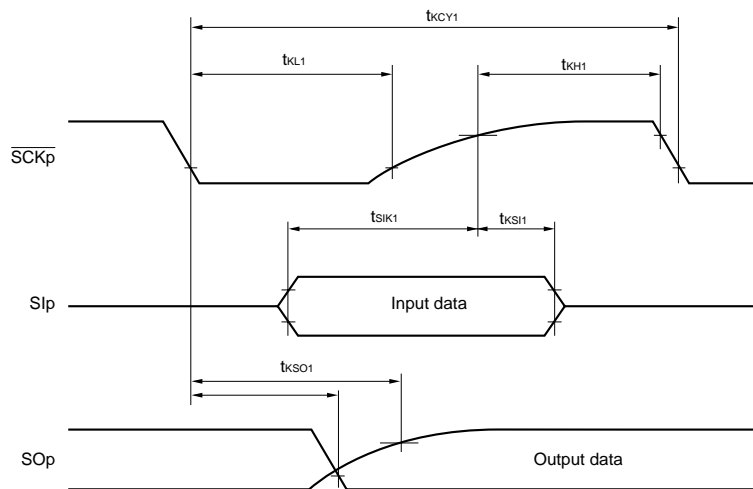 tKCY1
tKL1
tKH1
SCKp
tSIK1
tKSI1
SIp
Input data
tKSO1
SOp
Output data